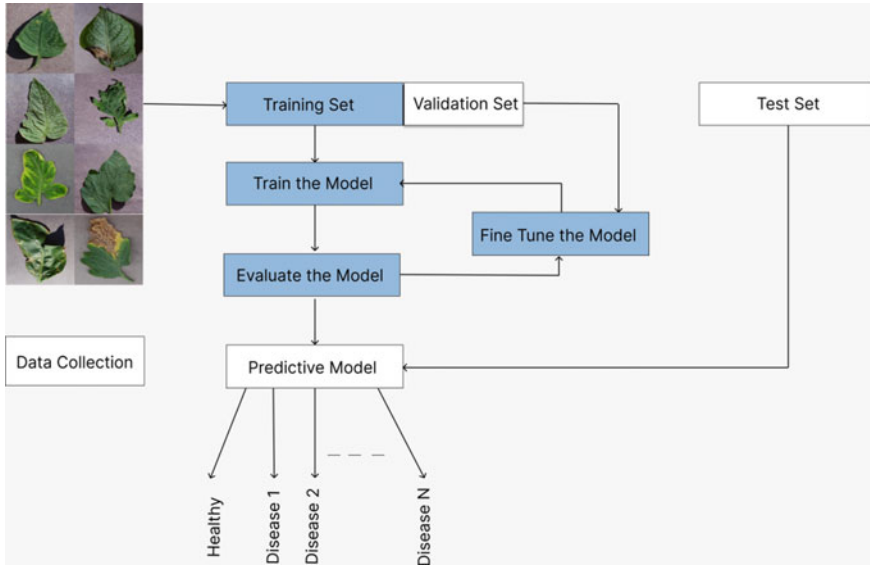 Training Set
Validation Set
Test Set
Train the Model
Fine Tune the Model
Evaluate the Model
Data Collection
Predictive Model
Healthy
Disease 1
Disease 2
Disease N